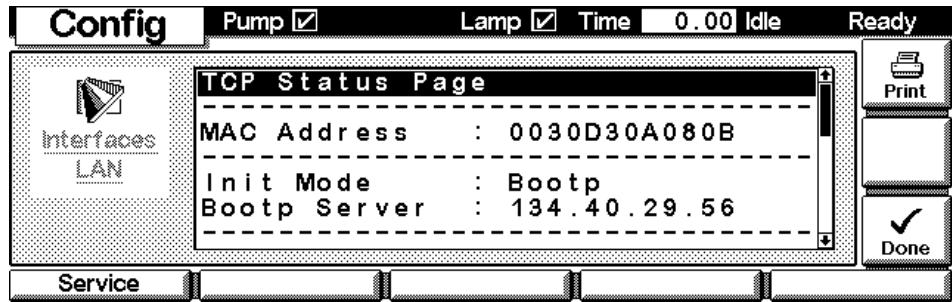 Config Pump Lamp Time 0.00 Idle Ready
TCP Status Page
Print
MAC Address : 0030D30A080B
Interfaces
LAN
Init Mode : Bootp
Bootp Server : 134.40.29.56
Done
Service